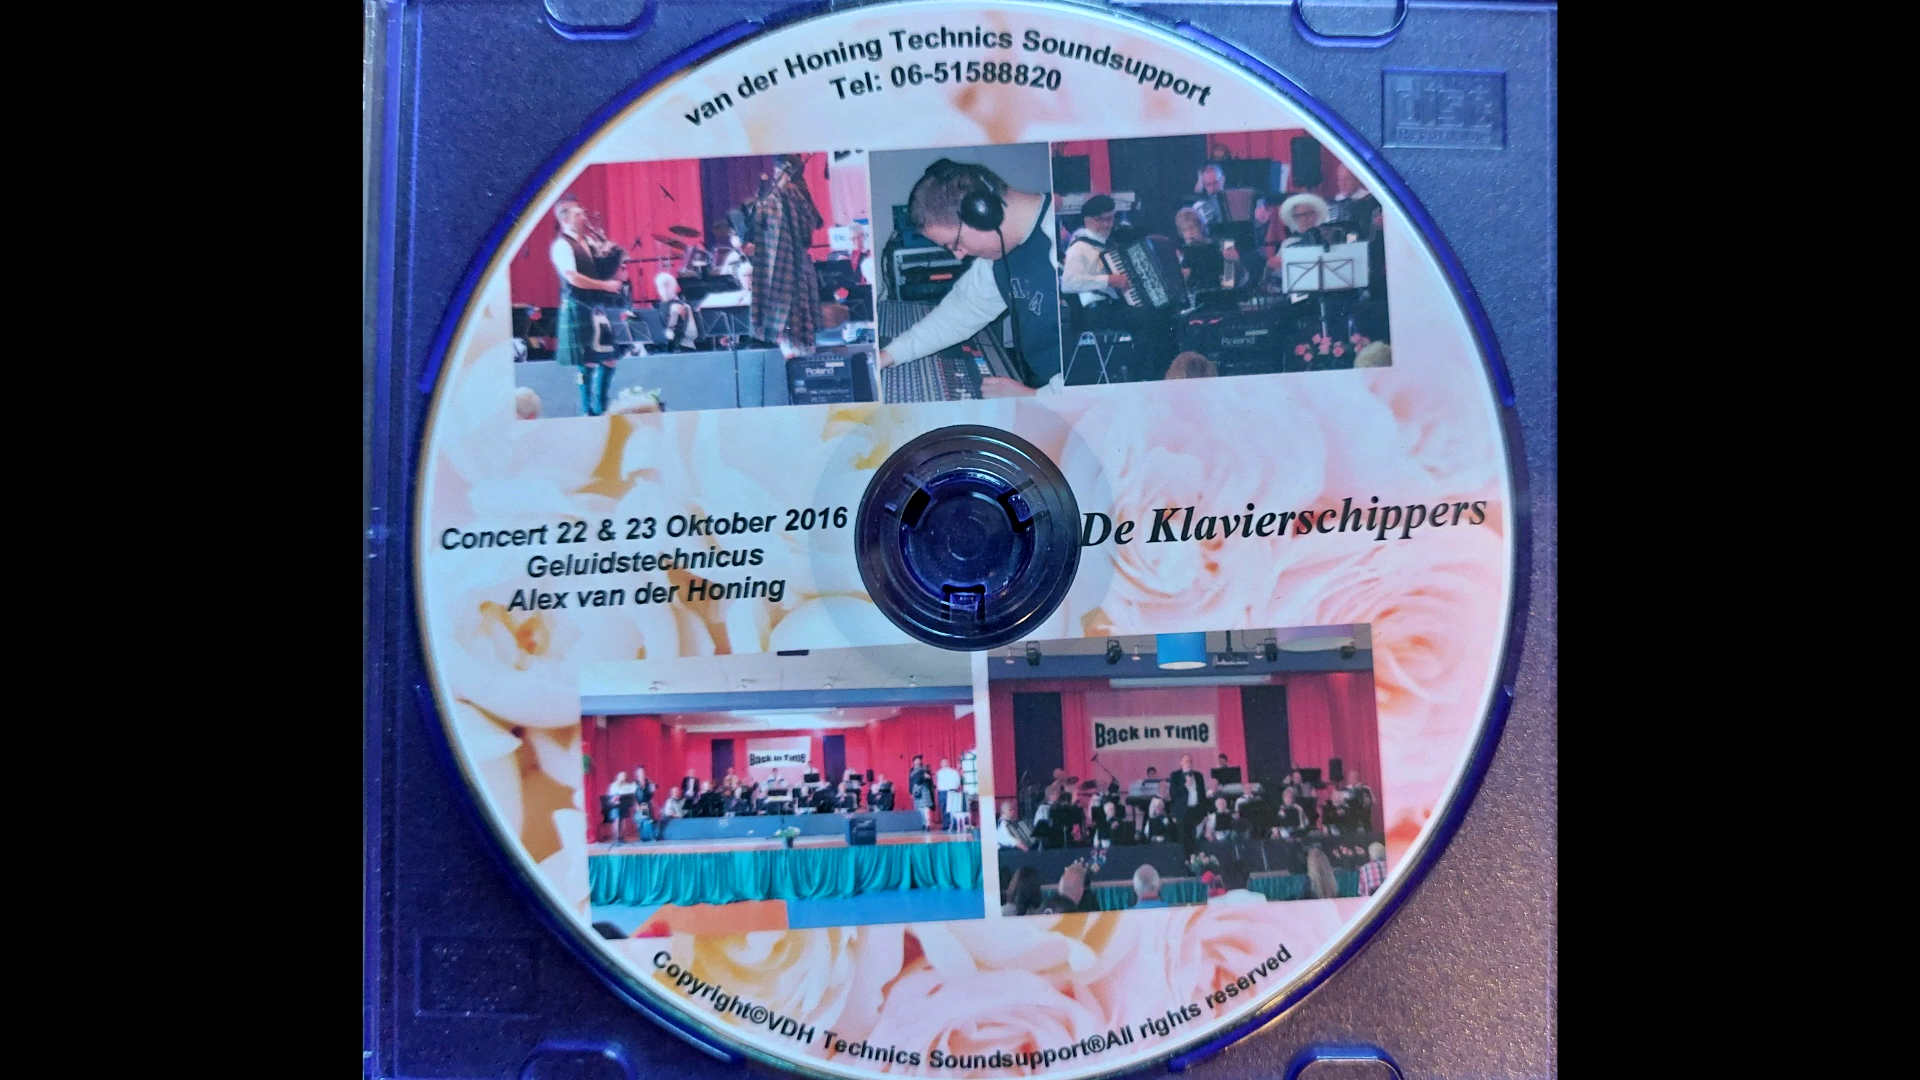 van der Honing Technics Soundsupport
Tel: 06-51588820
Roland
Roland
Concert 22 & 23 Oktober 2016
Geluidstechnicus
Alex van der Honing
De Klavierschippers
Back in Time
Back in Time
Copyright©VDH Technics Soundsupport®All rights reserved